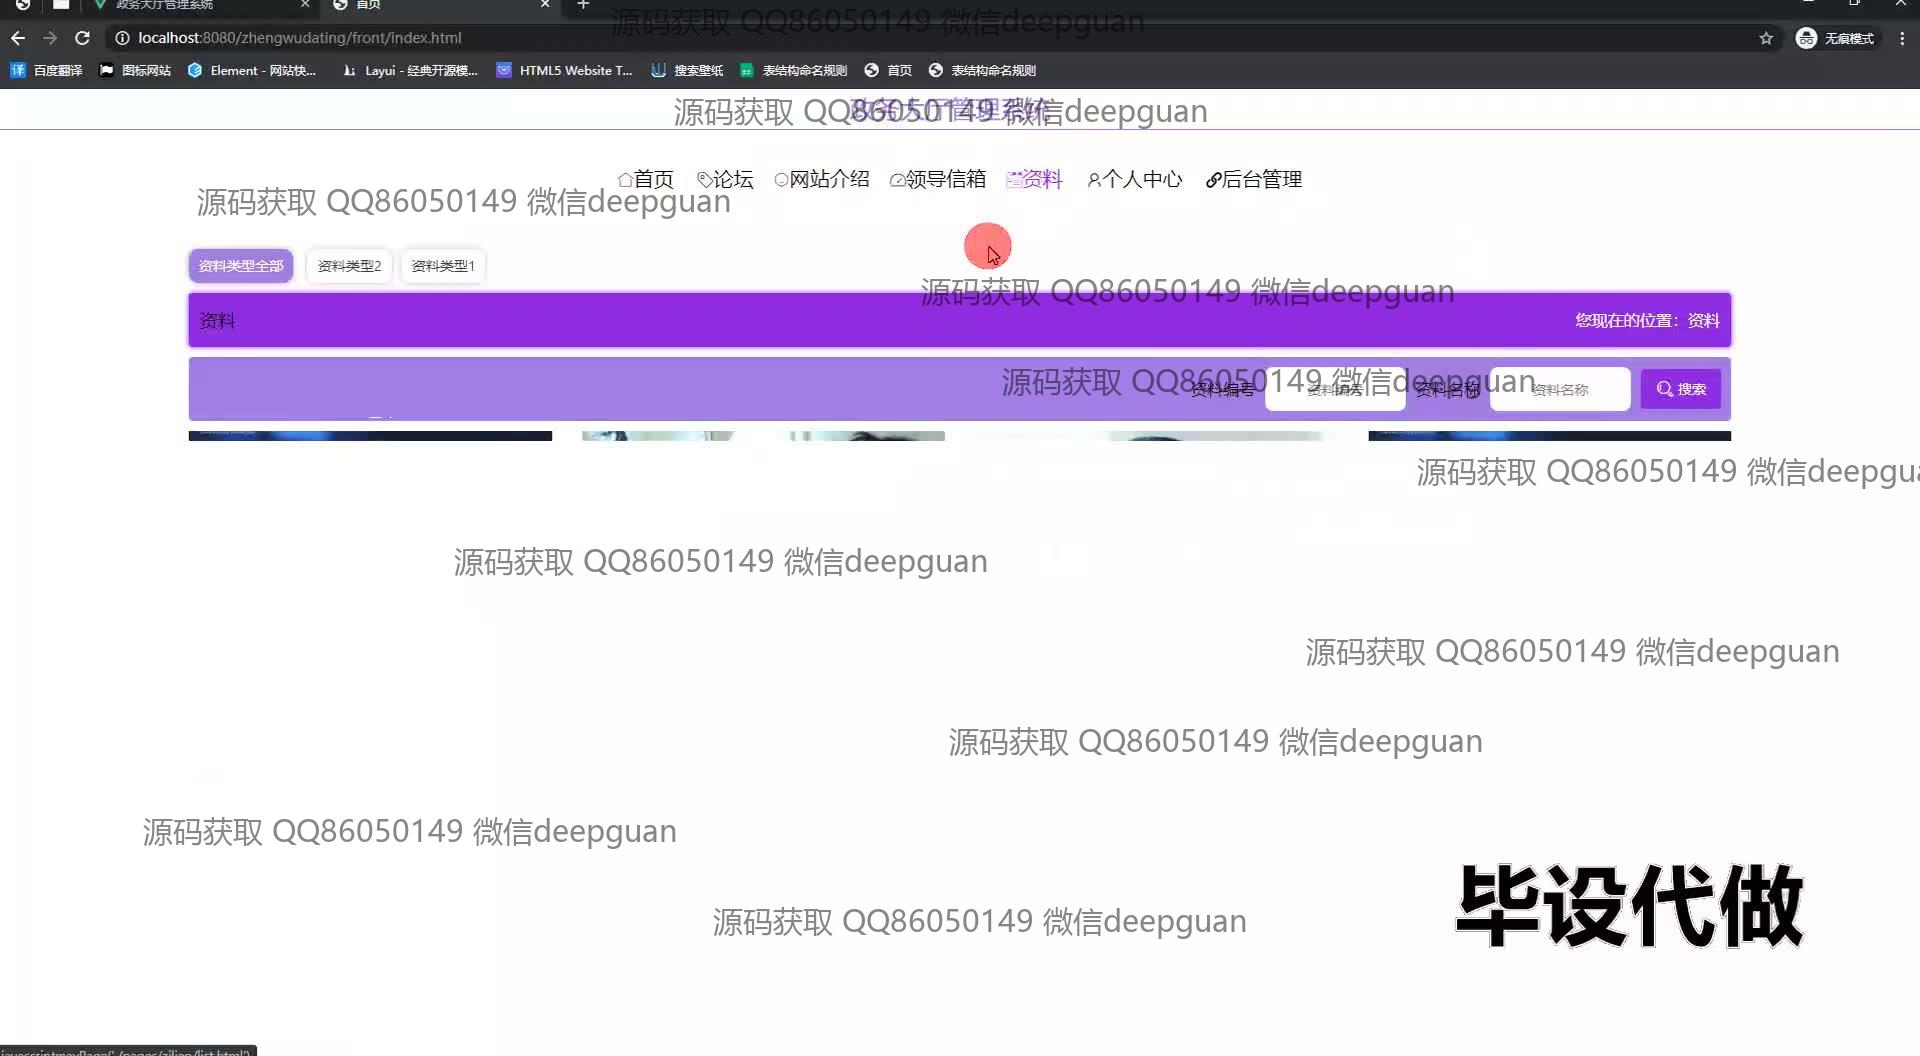 政务大厅管理系统
首页
源码获取 QQ86050149 微信deepguan
localhost:8080/zhengwudating/front/index.html
无痕模式
百度翻译
图标网站
Element - 网站快...
Layui - 经典开源模...
HTML5 Website T...
搜索壁纸
表结构命名规则
首页
表结构命名规则
政务大厅管理系统
源码获取 QQ86050149 微信deepguan
首页 论坛 网站介绍 领导信箱 资料 个人中心 后台管理
源码获取 QQ86050149 微信deepguan
资料类型全部 资料类型2 资料类型1
源码获取 QQ86050149 微信deepguan
资料
您现在的位置：资料
源码获取 QQ86050149 微信deepguan
资料编号 资料编号 资料名称 资料名称 搜索
源码获取 QQ86050149 微信deepgua
源码获取 QQ86050149 微信deepguan
源码获取 QQ86050149 微信deepguan
源码获取 QQ86050149 微信deepguan
源码获取 QQ86050149 微信deepguan
毕设代做
源码获取 QQ86050149 微信deepguan